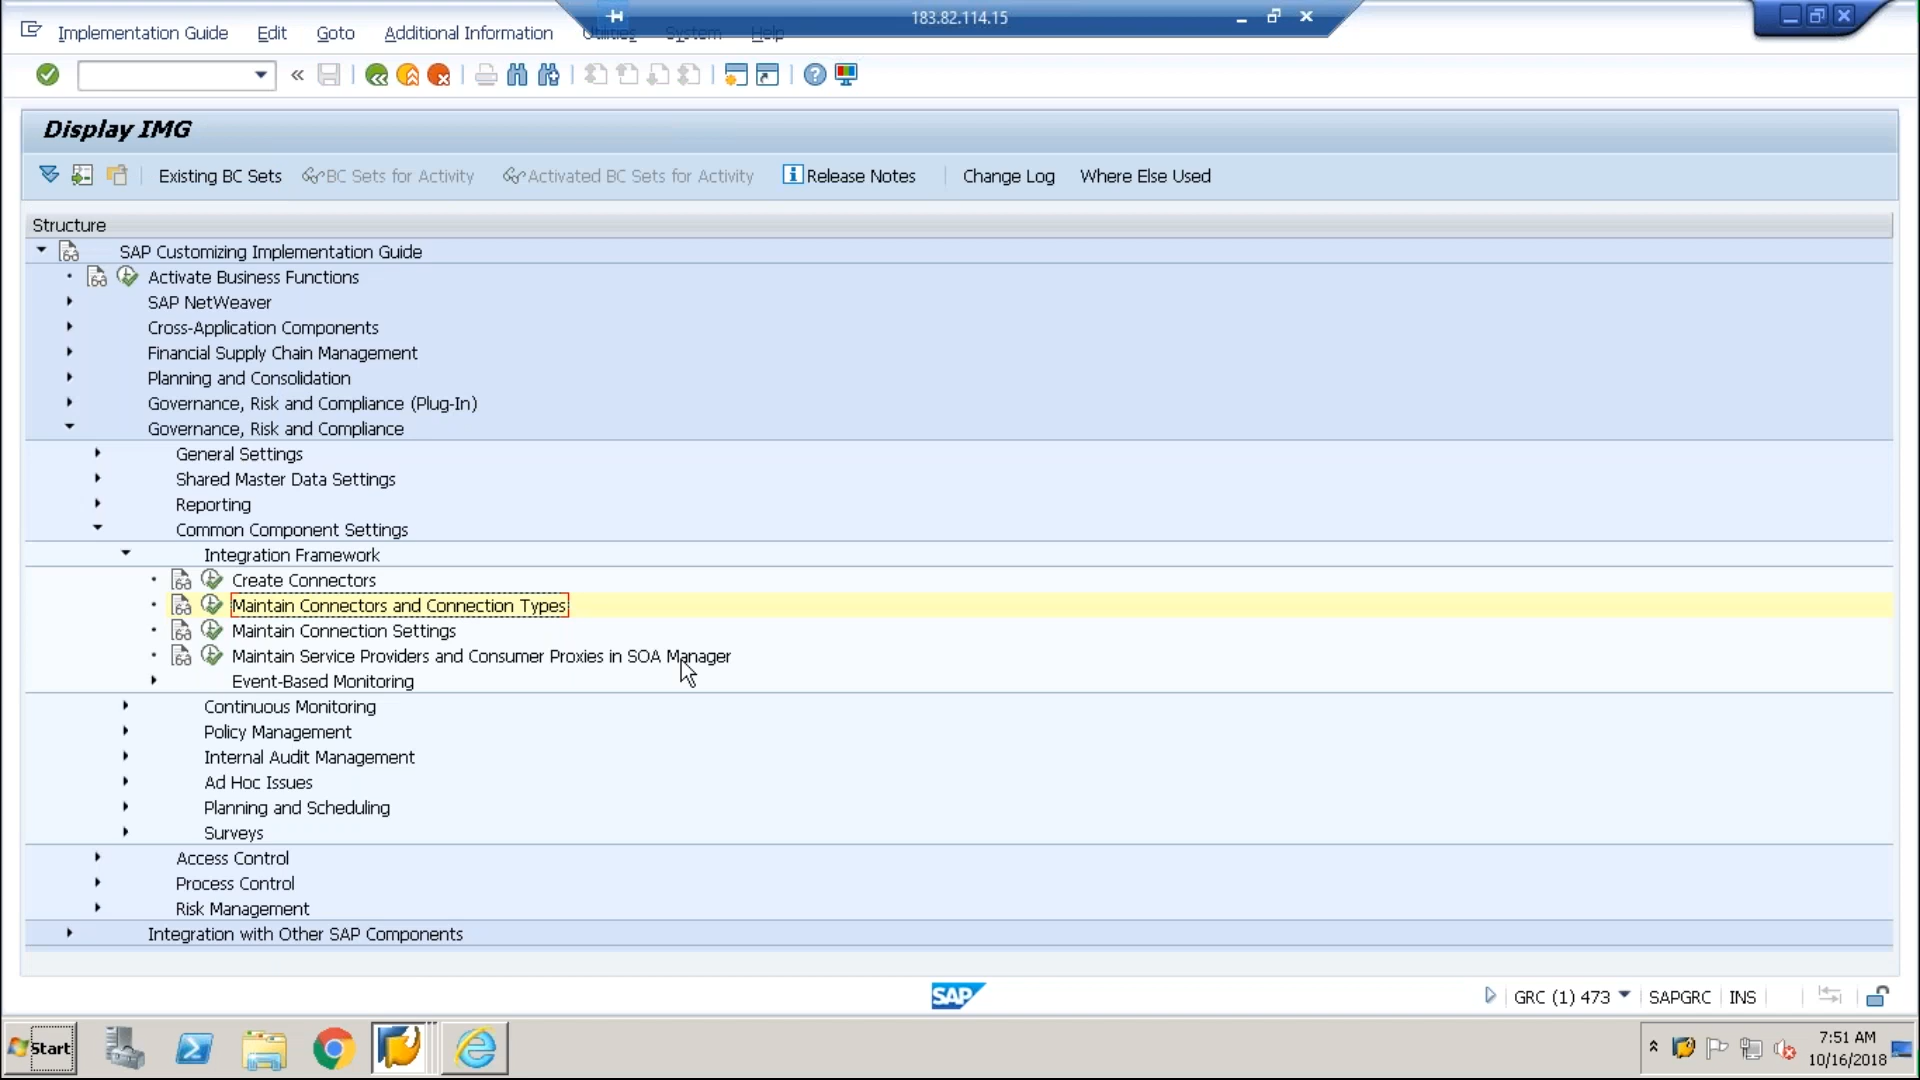 183.82.114.15
Implementation Guide Edit Goto Additional Information Utilities System Help
Display IMG
Existing BC Sets BC Sets for Activity Activated BC Sets for Activity Release Notes Change Log Where Else Used
Structure
SAP Customizing Implementation Guide
Activate Business Functions
SAP NetWeaver
Cross-Application Components
Financial Supply Chain Management
Planning and Consolidation
Governance, Risk and Compliance (Plug-In)
Governance, Risk and Compliance
General Settings
Shared Master Data Settings
Reporting
Common Component Settings
Integration Framework
Create Connectors
Maintain Connectors and Connection Types
Maintain Connection Settings
Maintain Service Providers and Consumer Proxies in SOA Manager
Event-Based Monitoring
Continuous Monitoring
Policy Management
Internal Audit Management
Ad Hoc Issues
Planning and Scheduling
Surveys
Access Control
Process Control
Risk Management
Integration with Other SAP Components
SAP GRC (1) 473 SAPGRC INS
Start 7:51 AM
10/16/2018